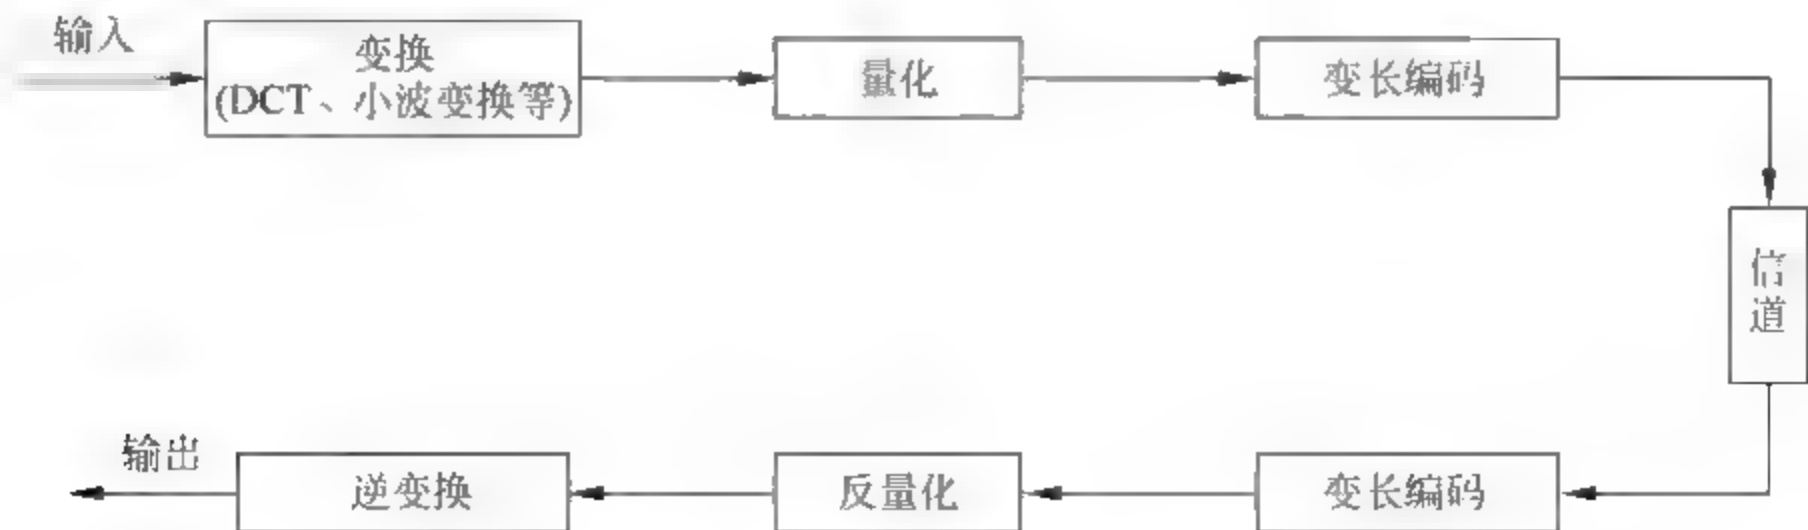 输入
变换
(DCT、小波变换等)
量化
变长编码
信道
输出
逆变换
反量化
变长编码